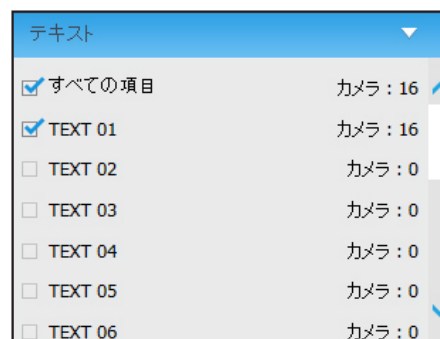 テキスト
すべての項目 カメラ : 16
TEXT 01 カメラ : 16
TEXT 02 カメラ : 0
TEXT 03 カメラ : 0
TEXT 04 カメラ : 0
TEXT 05 カメラ : 0
TEXT 06 カメラ : 0